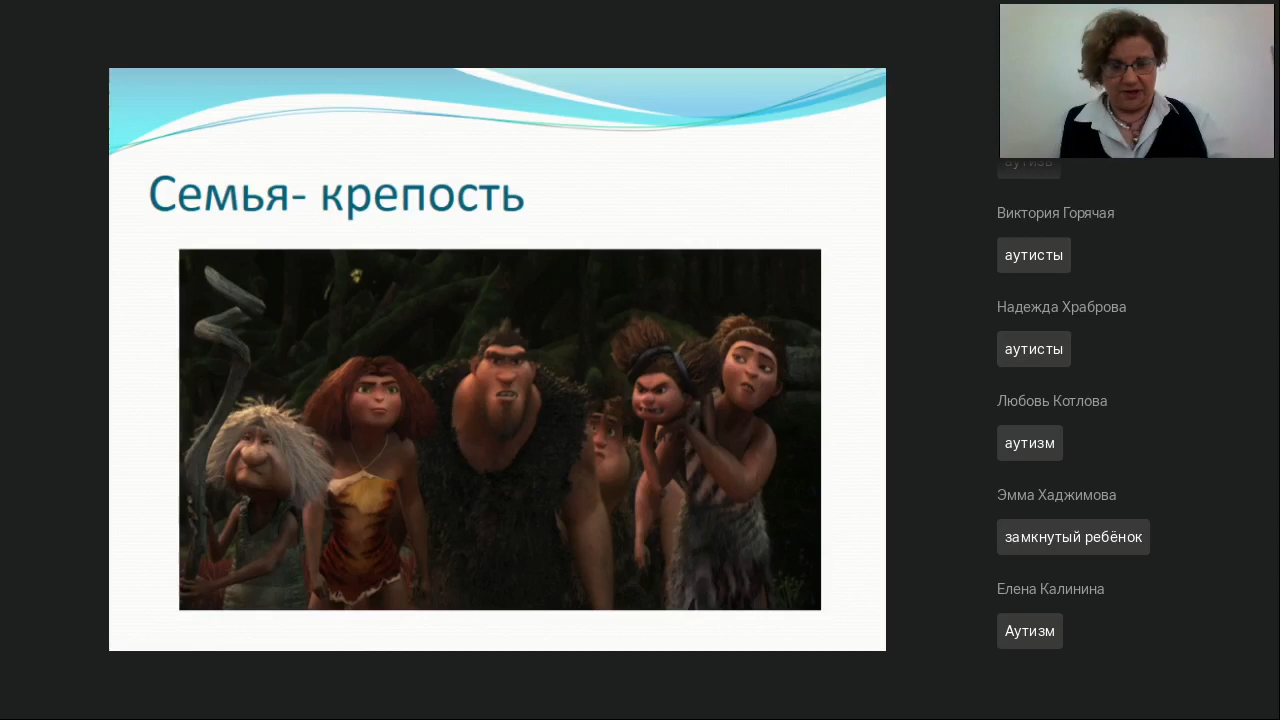 Семья- крепость
Виктория Горячая
аутисты
Надежда Храброва
аутисты
Любовь Котлова
аутизм
Эмма Хаджимова
замкнутый ребёнок
Елена Калинина
Аутизм